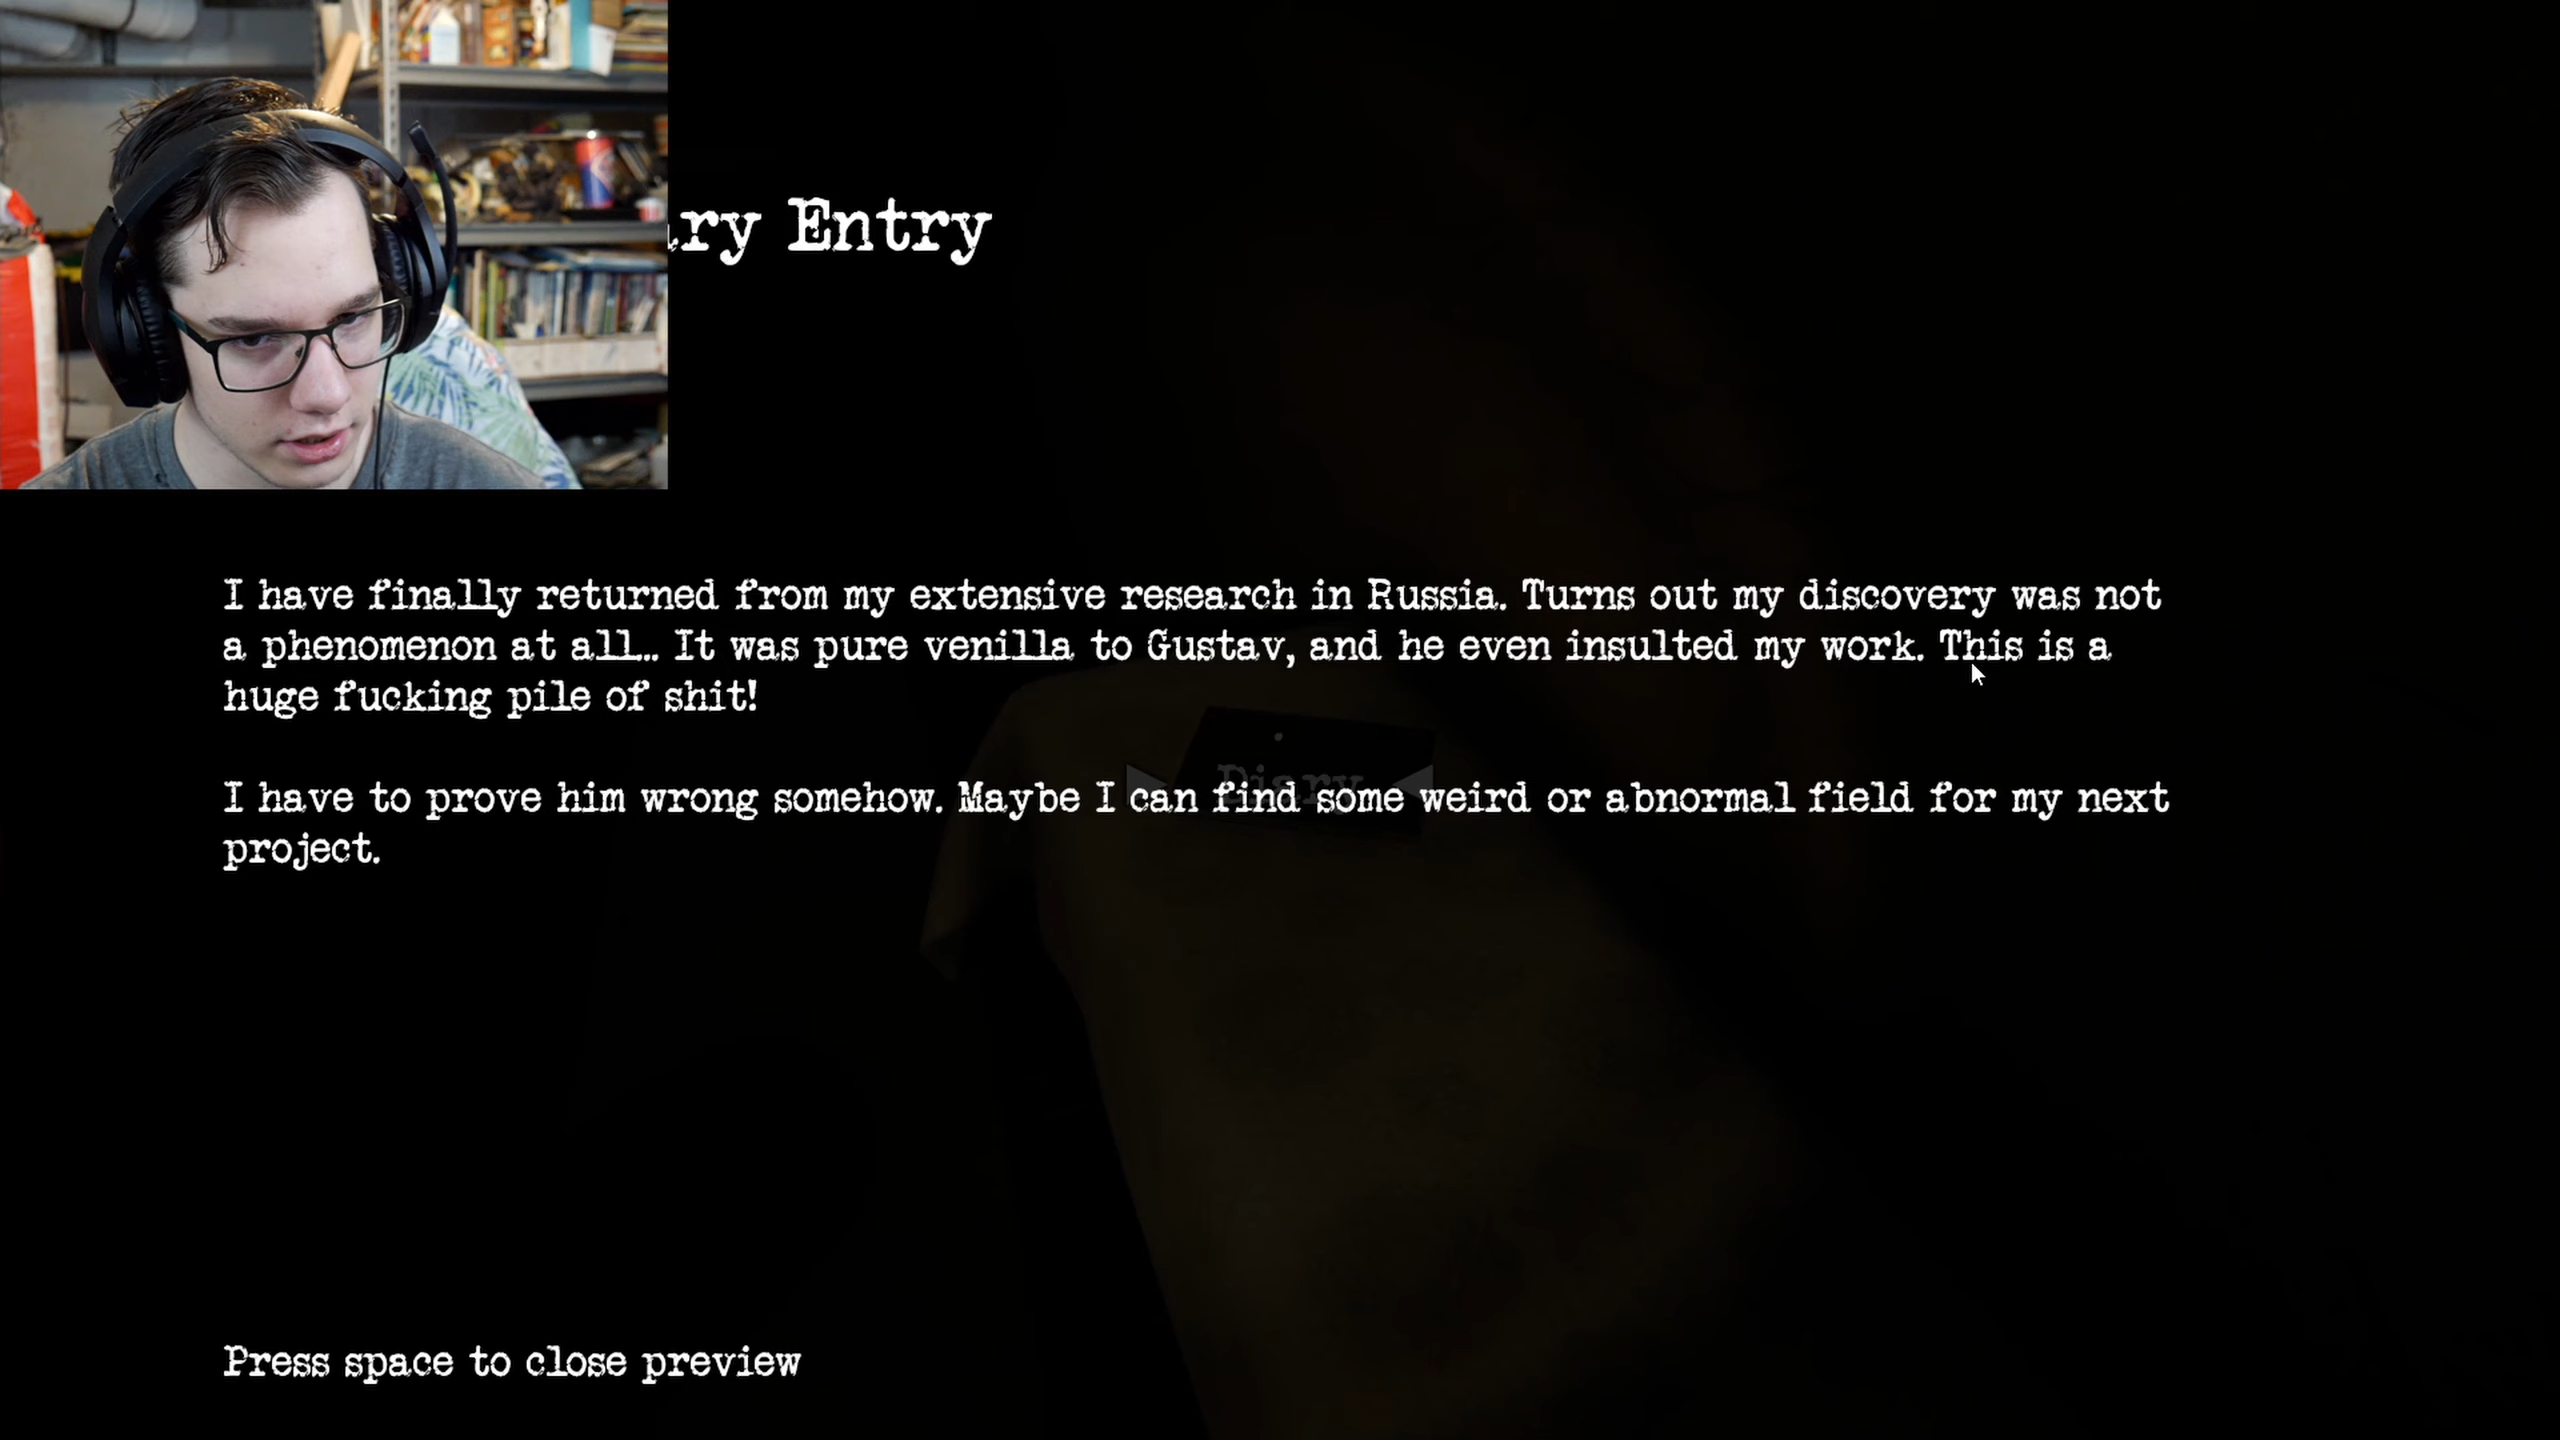 Entry
I have finally returned from my extensive research in Russia. Turns out my discovery was not
a phenomenon at all... It was pure venilla to Gustav, and he even insulted my work. This is a
huge fucking pile of shit!
I have to prove him wrong somehow. Maybe I can find some weird or abnormal field for my next
project.
Diary
Press space to close preview